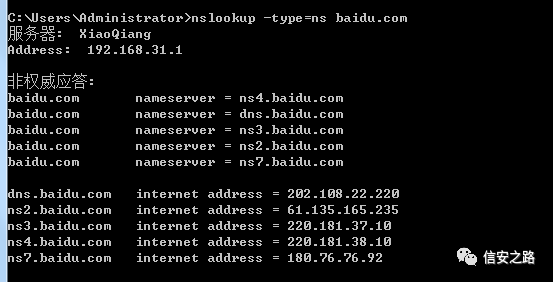 C:\Users\Administrator>nslookup -type=ns baidu.com
服务器:  XiaoQiang
Address:  192.168.31.1
非权威应答:
baidu.com       nameserver = ns4.baidu.com
baidu.com       nameserver = dns.baidu.com
baidu.com       nameserver = ns3.baidu.com
baidu.com       nameserver = ns2.baidu.com
baidu.com       nameserver = ns7.baidu.com
dns.baidu.com   internet address = 202.108.22.220
ns2.baidu.com   internet address = 61.135.165.235
ns3.baidu.com   internet address = 220.181.37.10
ns4.baidu.com   internet address = 220.181.38.10
ns7.baidu.com   internet address = 180.76.76.92
信安之路